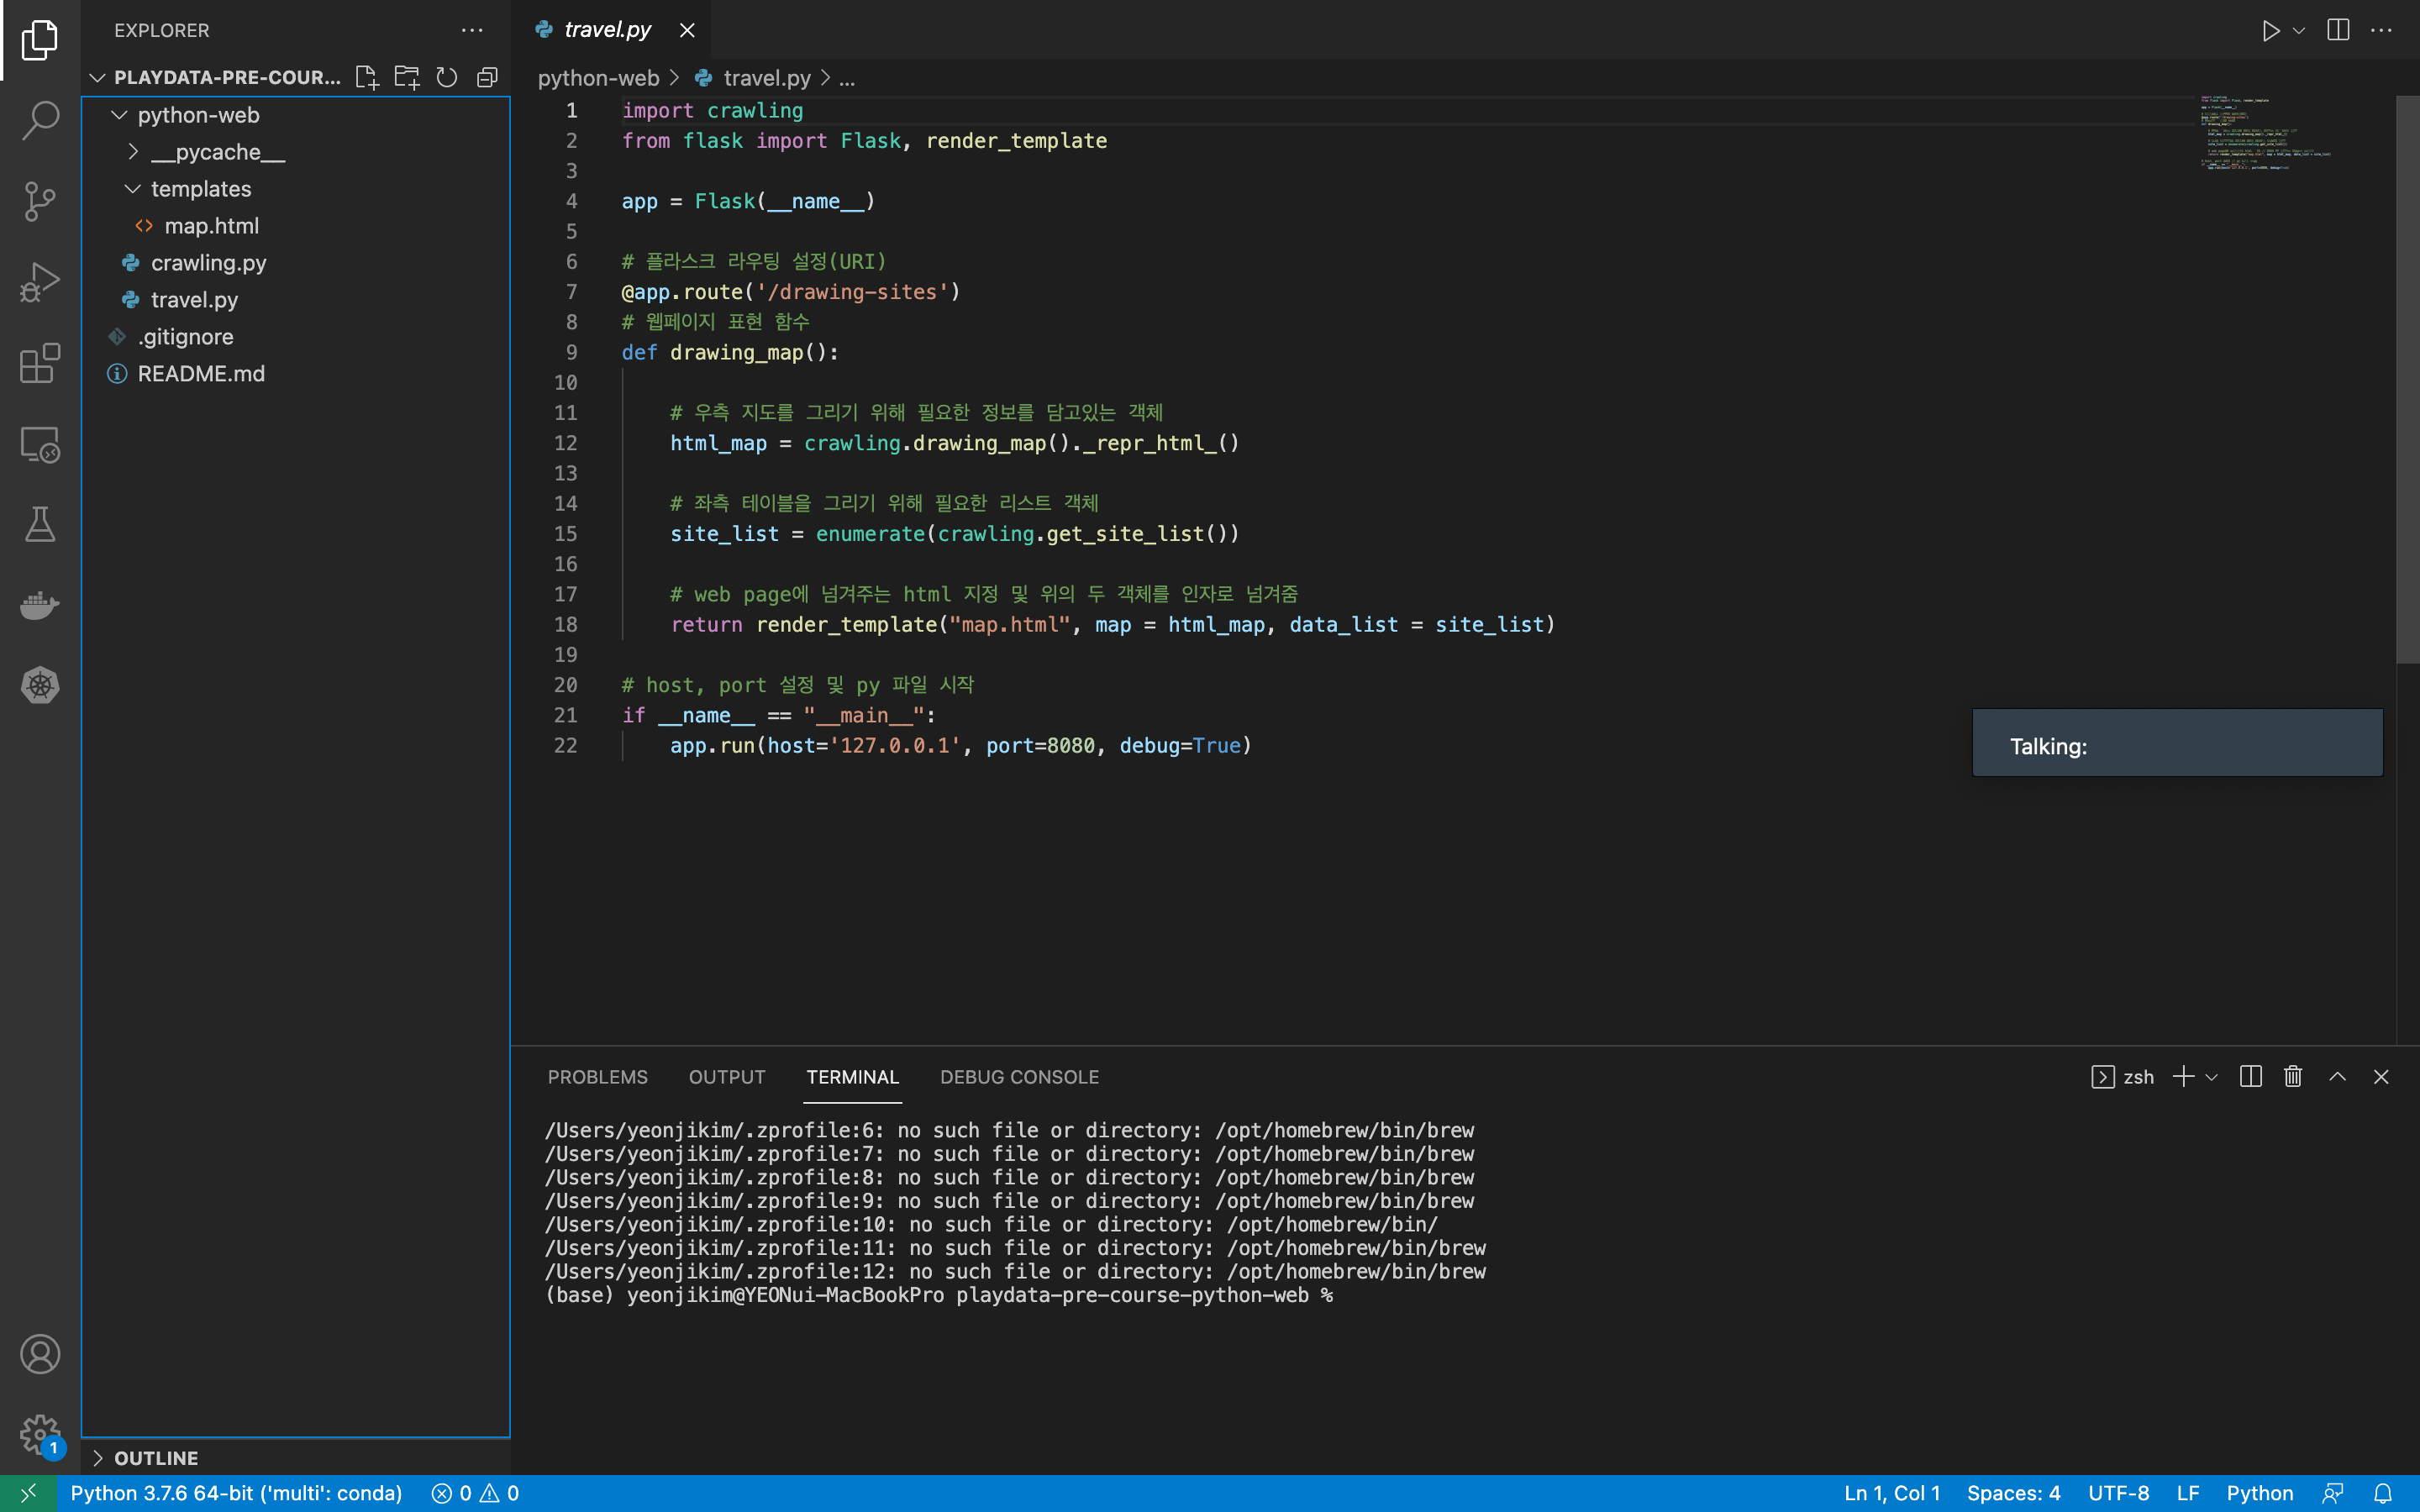 EXPLORER
PLAYDATA-PRE-COUR...
python-web
__pycache__
templates
map.html
crawling.py
travel.py
.gitignore
README.md
OUTLINE
travel.py
python-web > travel.py > ...
1 import crawling
2 from flask import Flask, render_template
3
4 app = Flask(__name__)
5
6 # 플라스크 라우팅 설정(URI)
7 @app.route('/drawing-sites')
8 # 웹페이지 표현 함수
9 def drawing_map():
10
11 # 우측 지도를 그리기 위해 필요한 정보를 담고있는 객체
12 html_map = crawling.drawing_map()._repr_html_()
13
14 # 좌측 테이블을 그리기 위해 필요한 리스트 객체
15 site_list = enumerate(crawling.get_site_list())
16
17 # web page에 넘겨주는 html 지정 및 위의 두 객체를 인자로 넘겨줌
18 return render_template("map.html", map = html_map, data_list = site_list)
19
20 # host, port 설정 및 py 파일 시작
21 if __name__ == "__main__":
22 app.run(host='127.0.0.1', port=8080, debug=True)
Talking:
PROBLEMS OUTPUT TERMINAL DEBUG CONSOLE
zsh
/Users/yeonjikim/.zprofile:6: no such file or directory: /opt/homebrew/bin/brew
/Users/yeonjikim/.zprofile:7: no such file or directory: /opt/homebrew/bin/brew
/Users/yeonjikim/.zprofile:8: no such file or directory: /opt/homebrew/bin/brew
/Users/yeonjikim/.zprofile:9: no such file or directory: /opt/homebrew/bin/brew
/Users/yeonjikim/.zprofile:10: no such file or directory: /opt/homebrew/bin/
/Users/yeonjikim/.zprofile:11: no such file or directory: /opt/homebrew/bin/brew
/Users/yeonjikim/.zprofile:12: no such file or directory: /opt/homebrew/bin/brew
(base) yeonjikim@YEONui-MacBookPro playdata-pre-course-python-web %
1
Python 3.7.6 64-bit ('multi': conda) 0 0 Ln 1, Col 1 Spaces: 4 UTF-8 LF Python